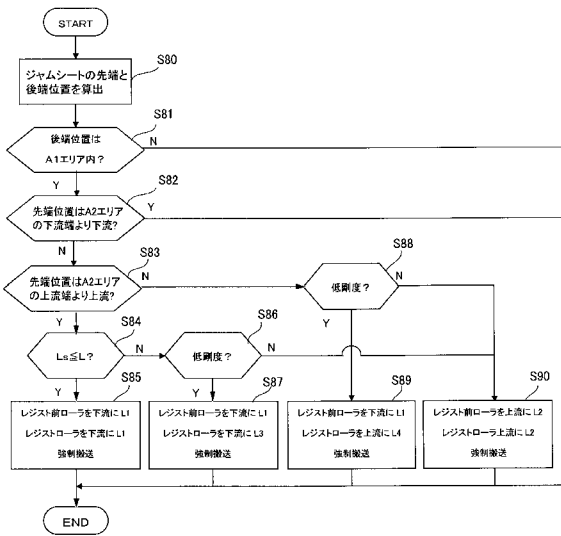 START
S80
ジャムシートの先端と
後端位置を算出
S81
後端位置は
A1エリア内?
N
Y
S82
先端位置はA2エリア
の下流端より下流?
Y
N
S83
先端位置はA2エリア
の上流端より上流?
N
Y
S88
低剛度?
N
Y
S84
Ls≦L?
N
Y
S86
低剛度?
N
Y
S85
レジスト前ローラを下流にL1
レジストローラを下流にL1
強制搬送
S87
レジスト前ローラを下流にL1
レジストローラを下流にL3
強制搬送
S89
レジスト前ローラを下流にL1
レジストローラを上流にL4
強制搬送
S90
レジスト前ローラを上流にL2
レジストローラ上流にL2
強制搬送
END